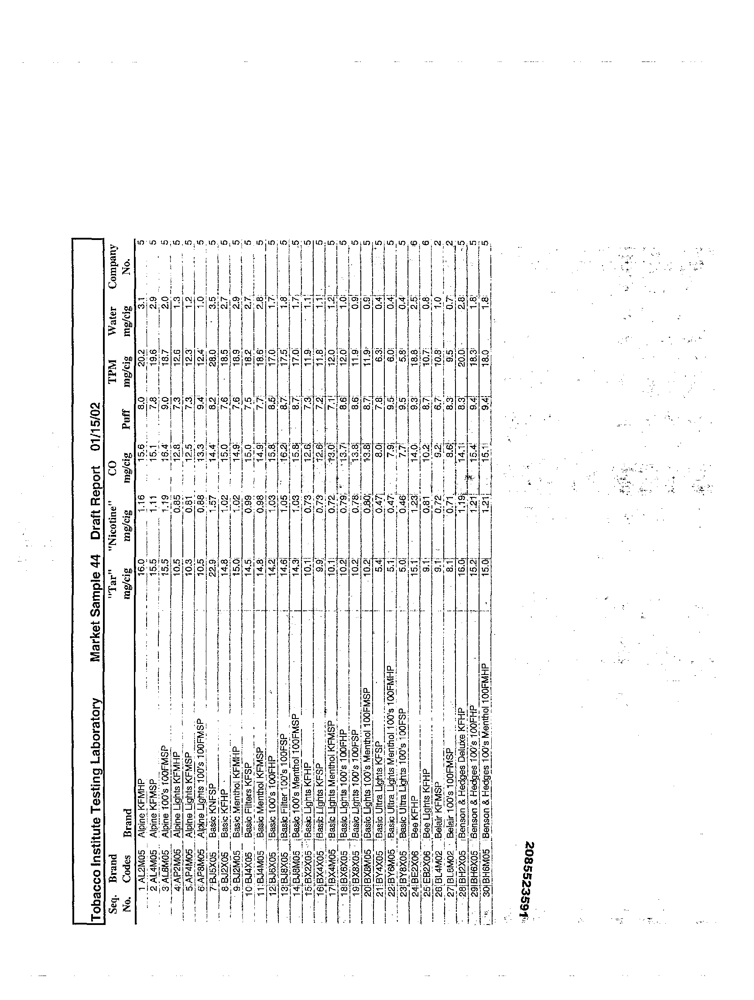 Tobacco Institute Testing Laboratory Market Sample 44 Draft Report 01/15/02
Seq. Brand "Tar" "Nicotine" CO TPM Water Company
No. Codes Brand mg/cig mg/cig mg/cig Puff mg/cig mg/cig No.
1 AL2M05 Alpine KFMHP 16.0 1.16 15.6 8.0 20.2 3.1 5
2 AL4M05 Alpine KFMSP 15.5 1.11 15.1 7.8 19.6 2.9 5
3 AL8M05 Alpine 100's 100FMSP 15.5 1.19 16.4 9.0 18.7 2.0 5
4 AP2M05 Alpine Lights KFMHP 10.5 0.85 12.8 7.3 12.6 1.3 5
5 AP4M05 Alpine Lights KFMSP 10.3 0.81 12.5 7.3 12.3 1.2 5
6 AP8M05 Alpine Lights 100's 100FMSP 10.5 0.88 13.3 9.4 12.4 1.0 5
7 BJ5X05 Basic KNFSP 22.9 1.57 14.4 8.2 28.0 3.5 5
8 BJ2X05 Basic KFHP 14.8 1.02 15.0 7.6 18.5 2.7 5
9 BJ2M05 Basic Menthol KFMHP 15.0 1.02 14.9 7.6 18.9 2.9 5
10 BJ4X05 Basic Filters KFSP 14.5 0.99 15.0 7.5 18.2 2.7 5
11 BJ4M05 Basic Menthol KFMSP 14.8 0.98 14.9 7.7 18.6 2.8 5
12 BJ6X05 Basic 100's 100FHP 14.2 1.03 15.8 8.5 17.0 1.7 5
13 BJ8X05 Basic Filter 100's 100FSP 14.6 1.05 16.2 8.7 17.5 1.8 5
14 BJ8M05 Basic 100's Menthol 100FMSP 14.3 1.03 15.8 8.7 17.0 1.7 5
15 BX2X05 Basic Lights KFHP 10.1 0.73 12.6 7.3 11.9 1.1 5
16 BX4X05 Basic Lights KFSP 9.9 0.73 12.6 7.2 11.8 1.1 5
17 BX4M05 Basic Lights Menthol KFMSP 10.1 0.72 13.0 7.1 12.0 1.2 5
18 BX6X05 Basic Lights 100's 100FHP 10.2 0.79 13.7 8.6 12.0 1.0 5
19 BX8X05 Basic Lights 100's 100FSP 10.2 0.78 13.8 8.6 11.9 0.9 5
20 BX8M05 Basic Lights 100's Menthol 100FMSP 10.2 0.80 13.8 8.7 11.9 0.9 5
21 BY4X05 Basic Ultra Lights KFSP 5.4 0.47 8.0 7.8 6.3 0.4 5
22 BY6M05 Basic Ultra Lights Menthol 100's 100FMHP 5.1 0.47 7.9 9.5 6.0 0.4 5
23 BY8X05 Basic Ultra Lights 100's 100FSP 5.0 0.46 7.7 9.5 5.8 0.4 5
24 BE2X06 Bee KFHP 15.1 1.23 14.0 9.3 18.8 2.5 6
25 EB2X06 Bee Lights KFHP 9.1 0.81 10.2 8.7 10.7 0.8 6
26 BL4M02 Belair KFMSP 9.1 0.72 9.2 6.7 10.8 1.0 2
27 BL8M02 Belair 100's 100FMSP 8.1 0.71 8.6 8.3 9.5 0.7 2
28 BH2X05 Benson & Hedges Deluxe KFHP 16.0 1.19 14.1 8.3 20.0 2.8 5
29 BH6X05 Benson & Hedges 100's 100FHP 15.2 1.21 15.4 9.4 18.3 1.8 5
30 BH6M05 Benson & Hedges 100's Menthol 100FMHP 15.0 1.21 15.1 9.4 18.0 1.8 5
2085523591